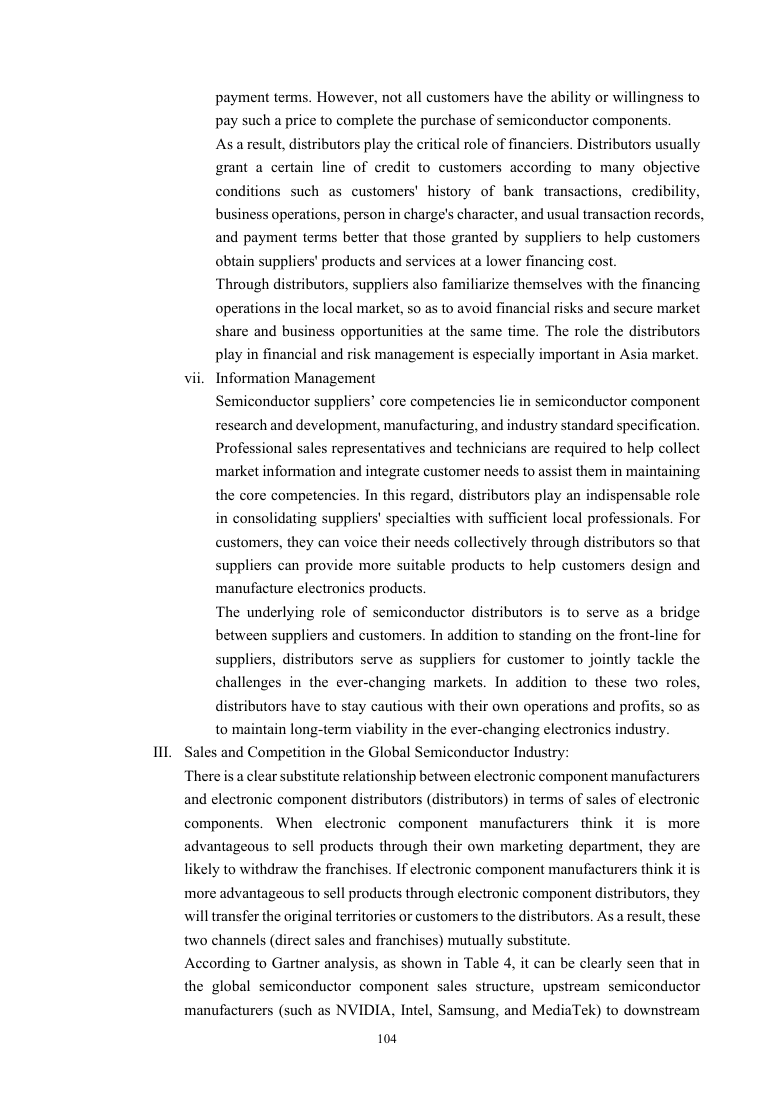 payment terms. However, not all customers have the ability or willingness to
pay such a price to complete the purchase of semiconductor components.
As a result, distributors play the critical role of financiers. Distributors usually
grant a certain line of credit to customers according to many objective
conditions such as customers' history of bank transactions, credibility,
business operations, person in charge's character, and usual transaction records,
and payment terms better that those granted by suppliers to help customers
obtain suppliers' products and services at a lower financing cost.
Through distributors, suppliers also familiarize themselves with the financing
operations in the local market, so as to avoid financial risks and secure market
share and business opportunities at the same time. The role the distributors
play in financial and risk management is especially important in Asia market.
vii. Information Management
Semiconductor suppliers’ core competencies lie in semiconductor component
research and development, manufacturing, and industry standard specification.
Professional sales representatives and technicians are required to help collect
market information and integrate customer needs to assist them in maintaining
the core competencies. In this regard, distributors play an indispensable role
in consolidating suppliers' specialties with sufficient local professionals. For
customers, they can voice their needs collectively through distributors so that
suppliers can provide more suitable products to help customers design and
manufacture electronics products.
The underlying role of semiconductor distributors is to serve as a bridge
between suppliers and customers. In addition to standing on the front-line for
suppliers, distributors serve as suppliers for customer to jointly tackle the
challenges in the ever-changing markets. In addition to these two roles,
distributors have to stay cautious with their own operations and profits, so as
to maintain long-term viability in the ever-changing electronics industry.
III. Sales and Competition in the Global Semiconductor Industry:
There is a clear substitute relationship between electronic component manufacturers
and electronic component distributors (distributors) in terms of sales of electronic
components. When electronic component manufacturers think it is more
advantageous to sell products through their own marketing department, they are
likely to withdraw the franchises. If electronic component manufacturers think it is
more advantageous to sell products through electronic component distributors, they
will transfer the original territories or customers to the distributors. As a result, these
two channels (direct sales and franchises) mutually substitute.
According to Gartner analysis, as shown in Table 4, it can be clearly seen that in
the global semiconductor component sales structure, upstream semiconductor
manufacturers (such as NVIDIA, Intel, Samsung, and MediaTek) to downstream
104